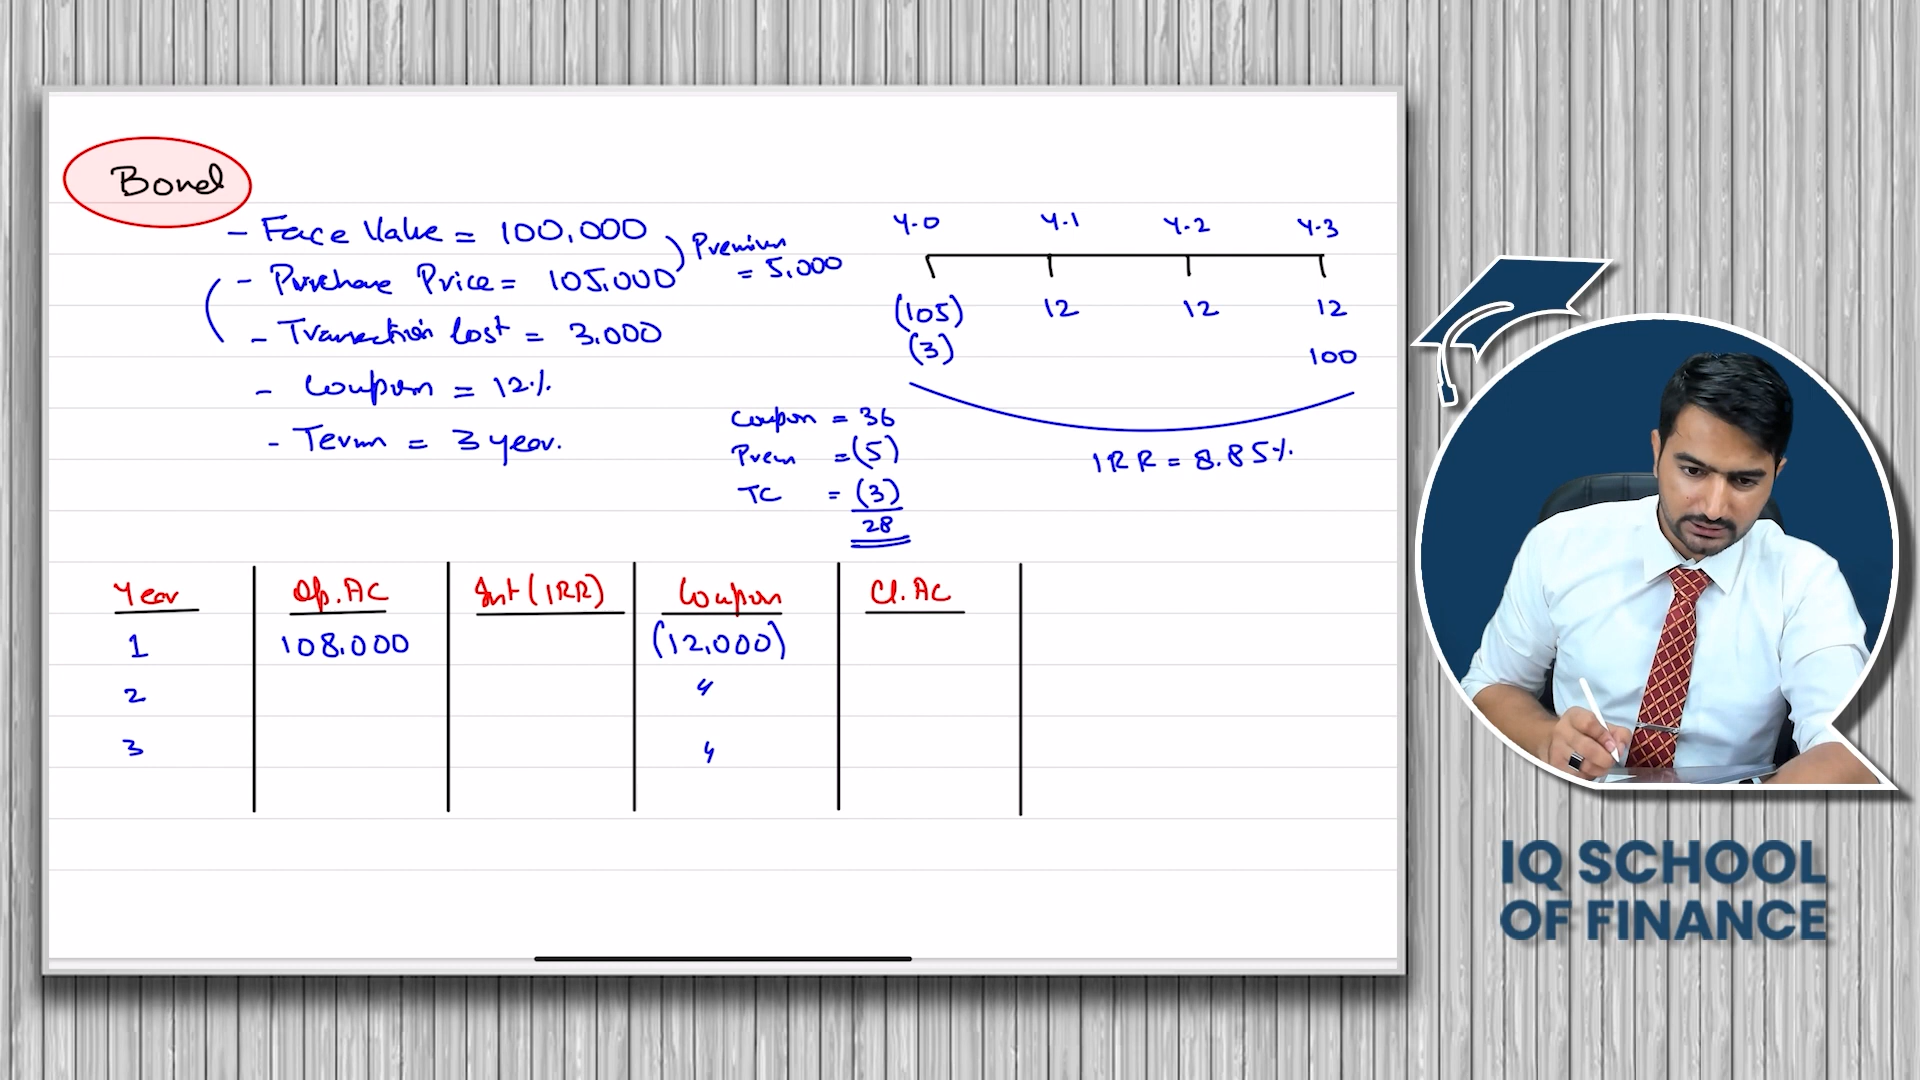 Bond
- Face Value = 100,000
- Purchase Price = 105,000
Premium
= 5,000
- Transaction Cost = 3,000
- Coupon = 12%
- Term = 3 year.
Y-0 Y-1 Y-2 Y-3
(105) 12 12 12
(3) 100
IRR = 8.85%
Coupon = 36
Prem = (5)
TC = (3)
28
Year Op.AC Int (IRR) Coupon Cl.AC
1 108,000 (12,000)
2 "
3 "
IQ SCHOOL
OF FINANCE